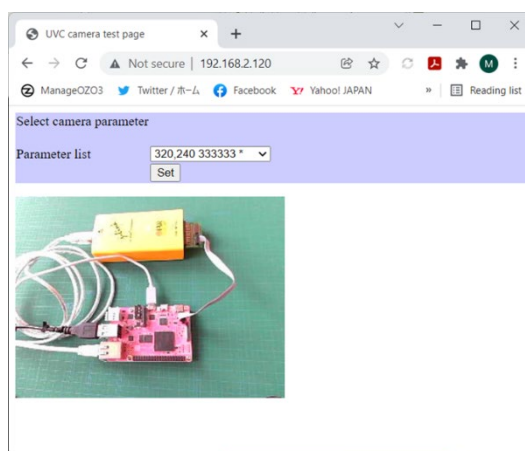 UVC camera test page
Not secure | 192.168.2.120
ManageOZO3 Twitter / ホーム Facebook Yahoo! JAPAN » Reading list
M
Select camera parameter
Parameter list 320,240 333333 *
Set